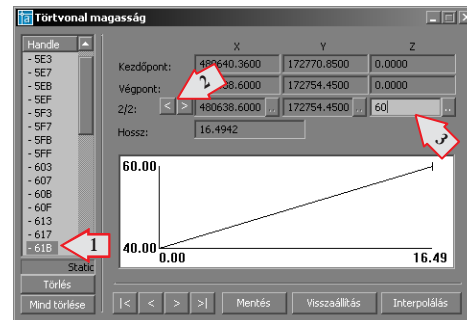 Törtvonal magasság
Handle
X Y Z
- 5E3
- 5E7
- 5EB
- 5EF
- 5F3
- 5F7
- 5FB
- 5FF
- 603
- 607
- 60B
- 60F
- 613
- 617
- 61B
Static
Törlés
Mind törlése
Kezdőpont: 480640.3600 172770.8500 0.0000
Végpont: 38.6000 172754.4500 0.0000
2/2: < > 480638.6000 .. 172754.4500 .. 60 ..
Hossz: 16.4942
1
2
3
60.00
40.00
0.00 16.49
|< < > >| Mentés Visszaállítás Interpolálás